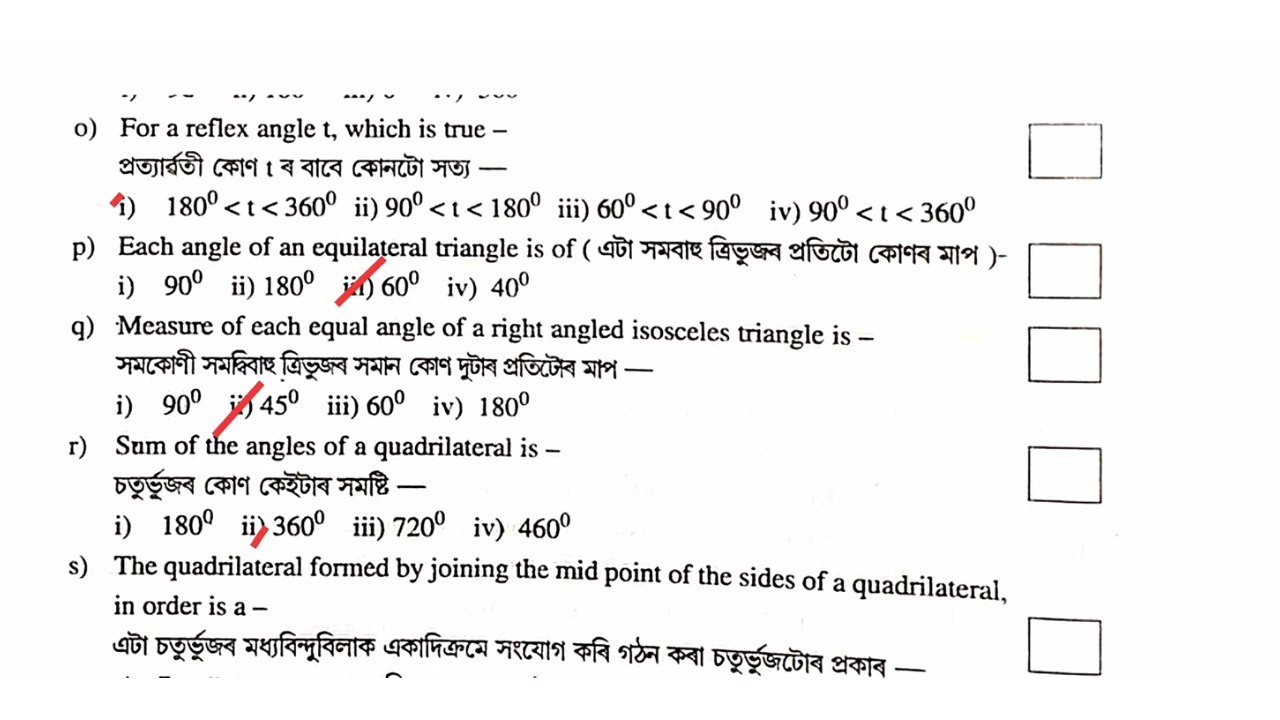 o) For a reflex angle t, which is true –
প্ৰত্যাৰ্ৱতী কোণ t ৰ বাবে কোনটো সত্য —
i) 180⁰ < t < 360⁰ ii) 90⁰ < t < 180⁰ iii) 60⁰ < t < 90⁰ iv) 90⁰ < t < 360⁰
p) Each angle of an equilateral triangle is of ( এটা সমবাহু ত্ৰিভুজৰ প্ৰতিটো কোণৰ মাপ )-
i) 90⁰ ii) 180⁰ iii) 60⁰ iv) 40⁰
q) Measure of each equal angle of a right angled isosceles triangle is –
সমকোণী সমদ্বিবাহু ত্ৰিভুজৰ সমান কোণ দুটাৰ প্ৰতিটোৰ মাপ —
i) 90⁰ ii) 45⁰ iii) 60⁰ iv) 180⁰
r) Sum of the angles of a quadrilateral is –
চতুৰ্ভুজৰ কোণ কেইটাৰ সমষ্টি —
i) 180⁰ ii) 360⁰ iii) 720⁰ iv) 460⁰
s) The quadrilateral formed by joining the mid point of the sides of a quadrilateral,
in order is a –
এটা চতুৰ্ভুজৰ মধ্যবিন্দুবিলাক একাদিক্ৰমে সংযোগ কৰি গঠন কৰা চতুৰ্ভুজটোৰ প্ৰকাৰ —